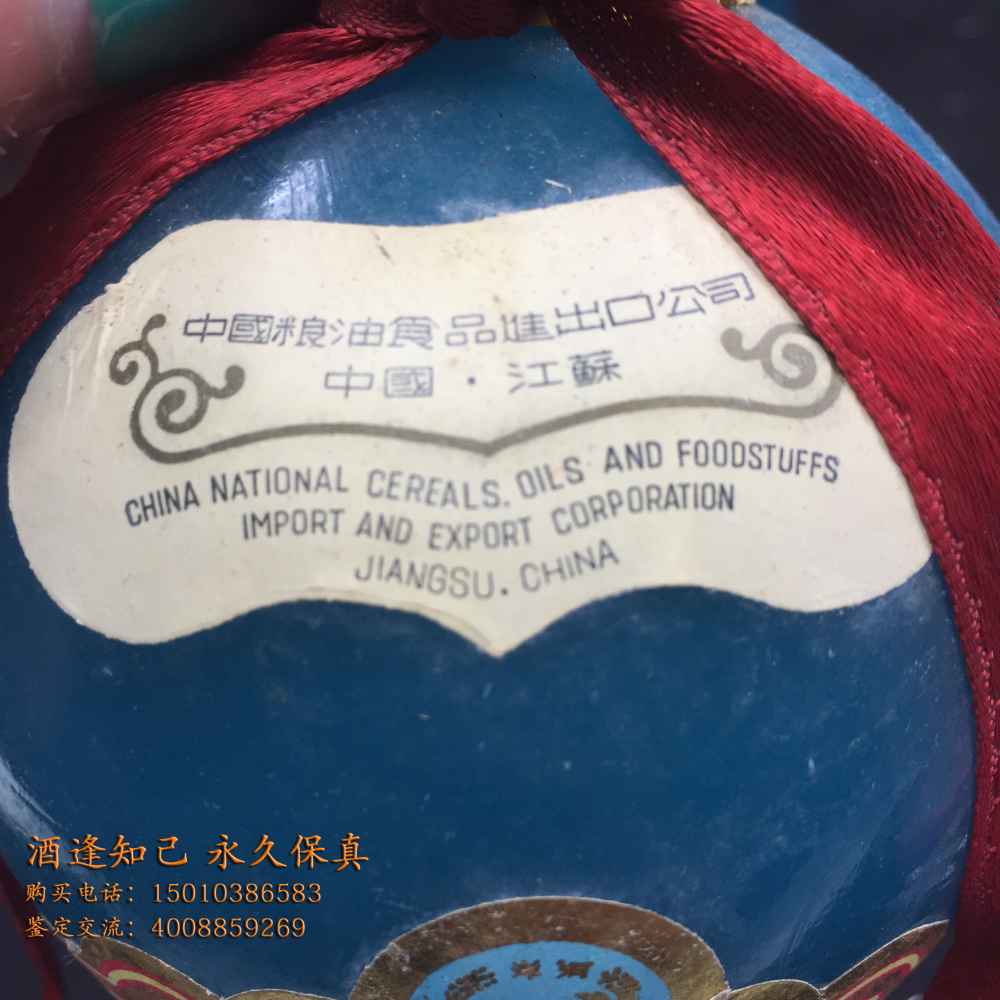 中國粮油食品進出口公司
中國·江蘇
CHINA NATIONAL CEREALS, OILS AND FOODSTUFFS
IMPORT AND EXPORT CORPORATION
JIANGSU. CHINA
酒逢知己 永久保真
购买电话：15010386583
鉴定交流：4008859269